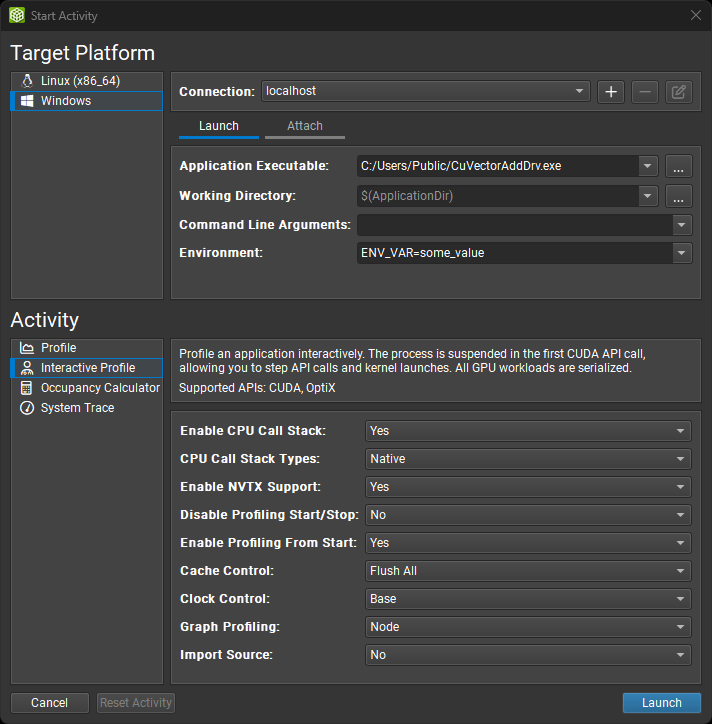 Start Activity
Target Platform
Linux (x86_64)
Windows
Connection: localhost
Launch Attach
Application Executable: C:/Users/Public/CuVectorAddDrv.exe ...
Working Directory: $(ApplicationDir) ...
Command Line Arguments:
Environment: ENV_VAR=some_value
Activity
Profile
Interactive Profile
Occupancy Calculator
System Trace
Profile an application interactively. The process is suspended in the first CUDA API call,
allowing you to step API calls and kernel launches. All GPU workloads are serialized.
Supported APIs: CUDA, OptiX
Enable CPU Call Stack: Yes
CPU Call Stack Types: Native
Enable NVTX Support: Yes
Disable Profiling Start/Stop: No
Enable Profiling From Start: Yes
Cache Control: Flush All
Clock Control: Base
Graph Profiling: Node
Import Source: No
Cancel Reset Activity Launch